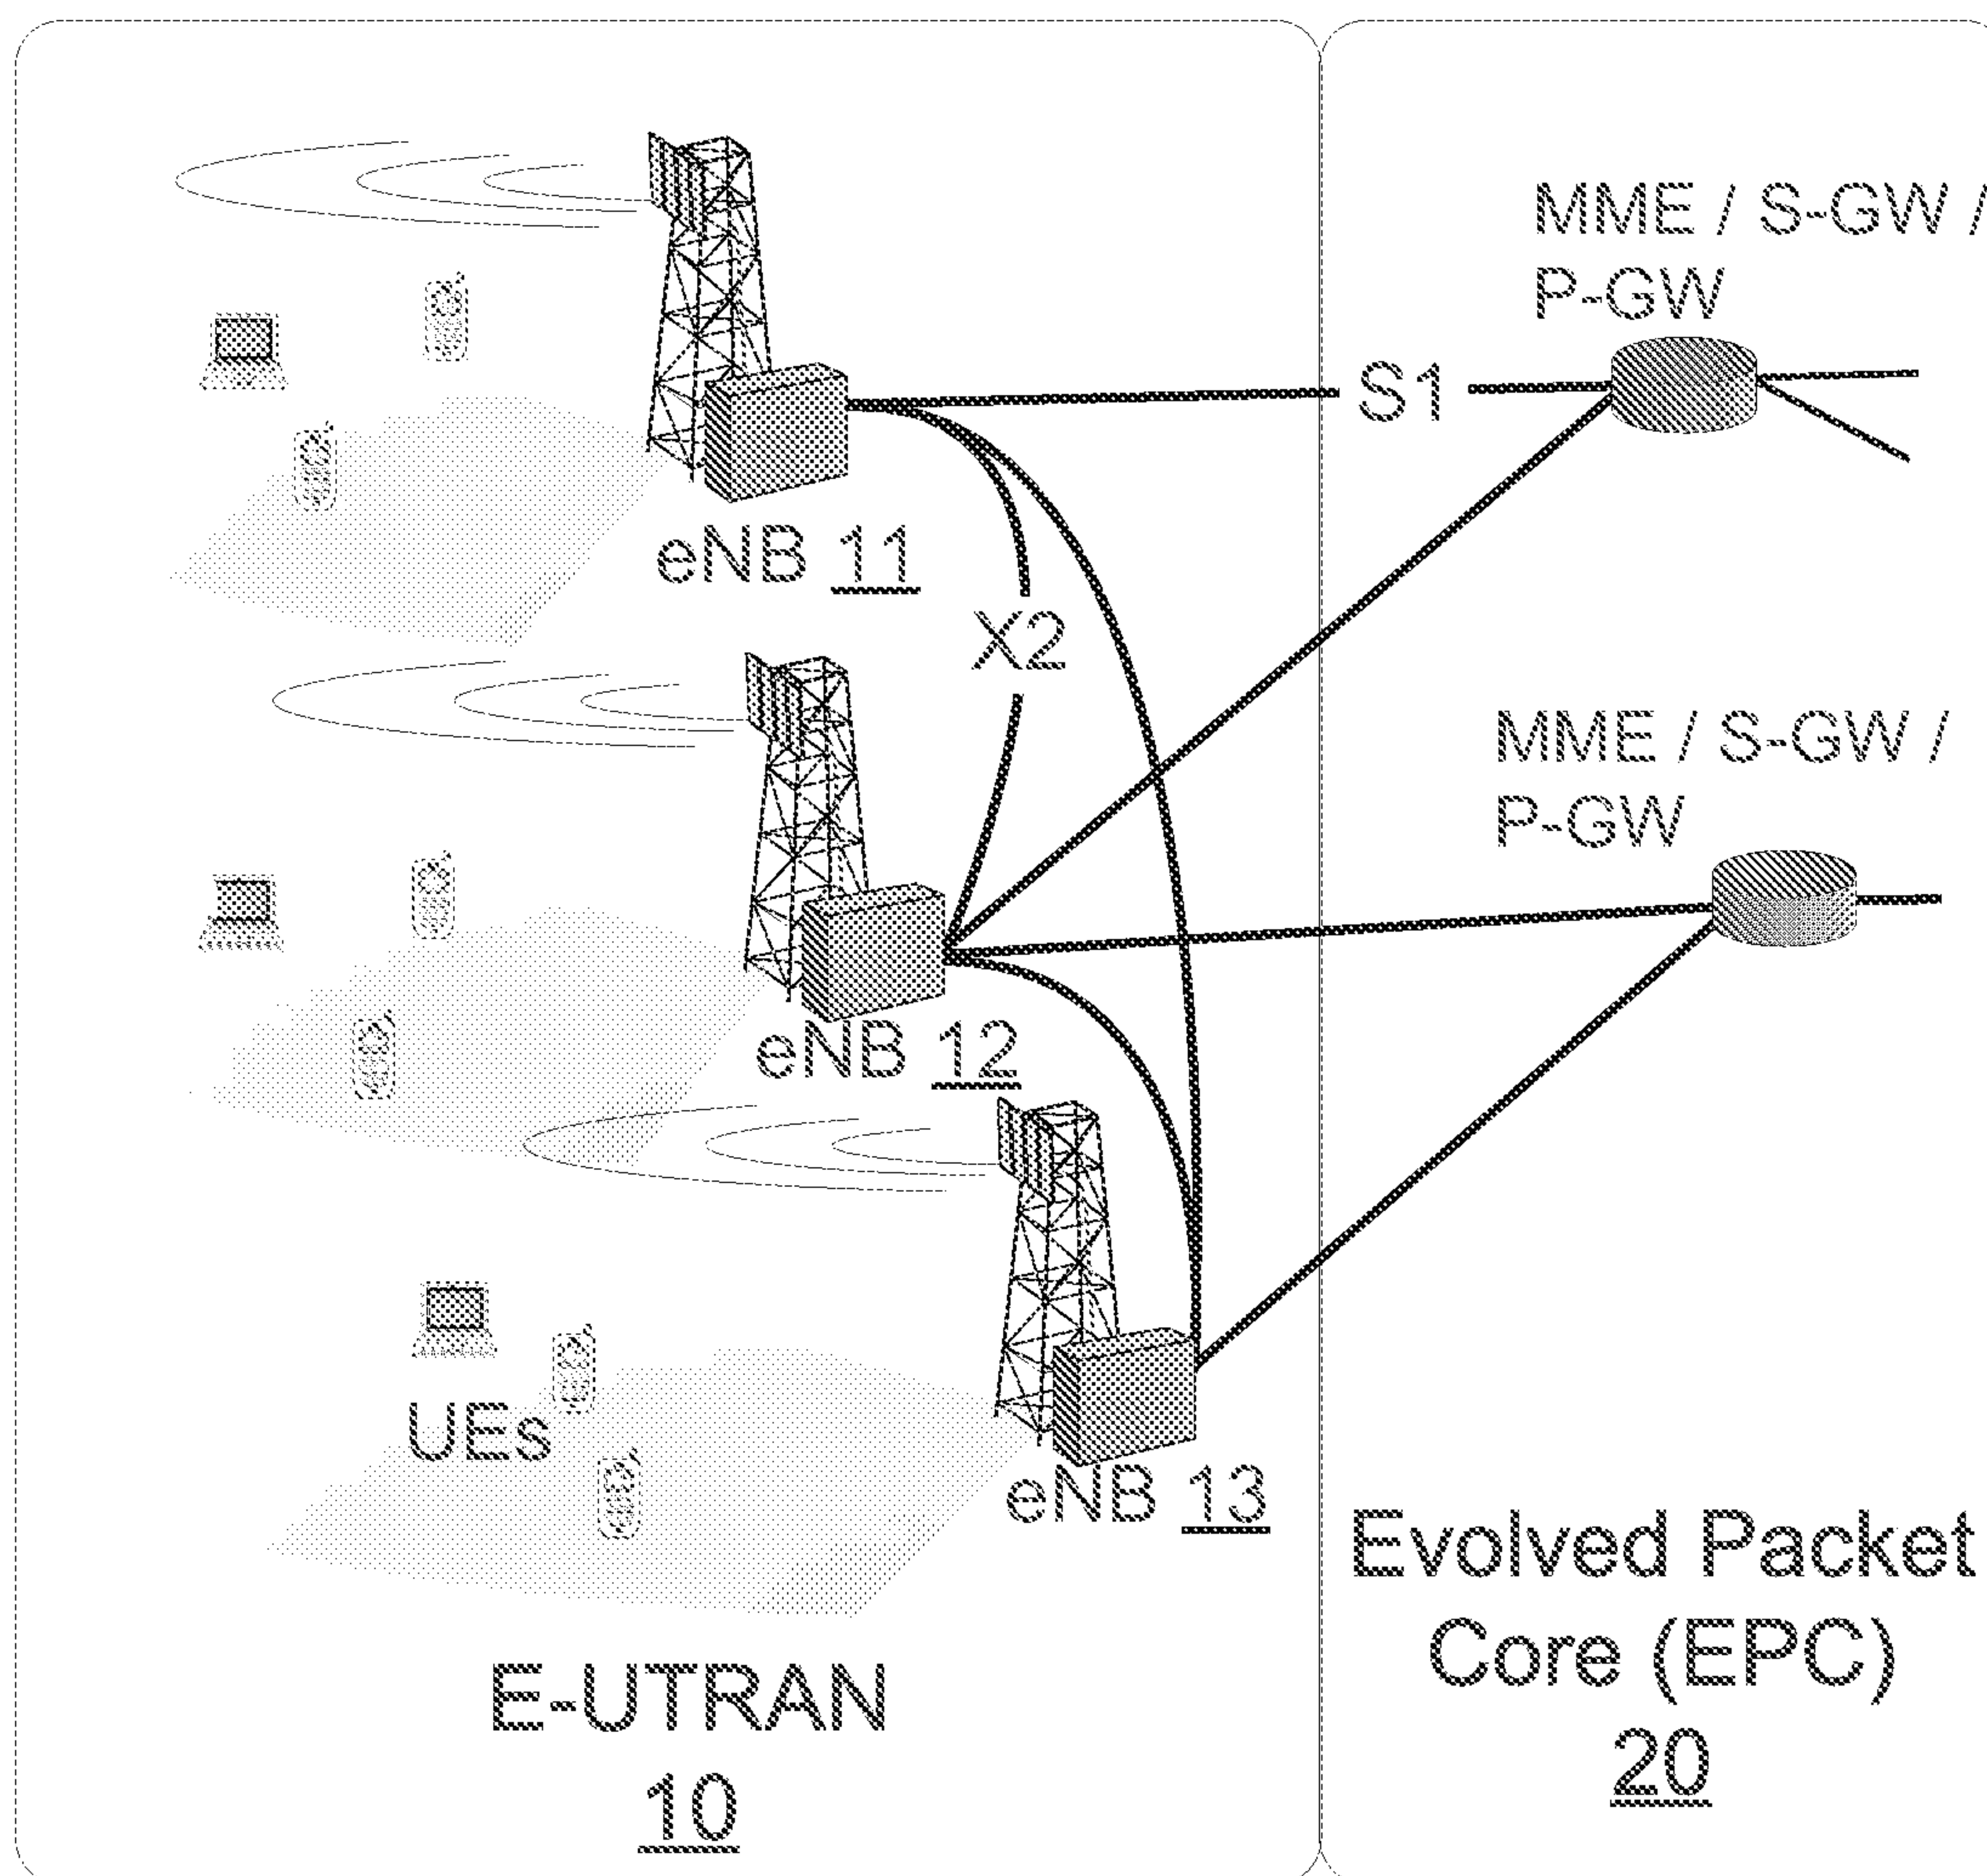 MME / S-GW /
P-GW
S1
eNB 11
X2
MME / S-GW /
P-GW
eNB 12
UEs
eNB 13
Evolved Packet
Core (EPC)
20
E-UTRAN
10